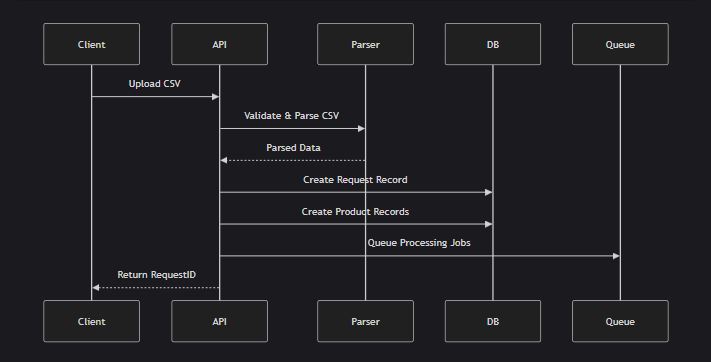 Client API Parser DB Queue
Upload CSV
Validate & Parse CSV
Parsed Data
Create Request Record
Create Product Records
Queue Processing Jobs
Return RequestID
Client API Parser DB Queue